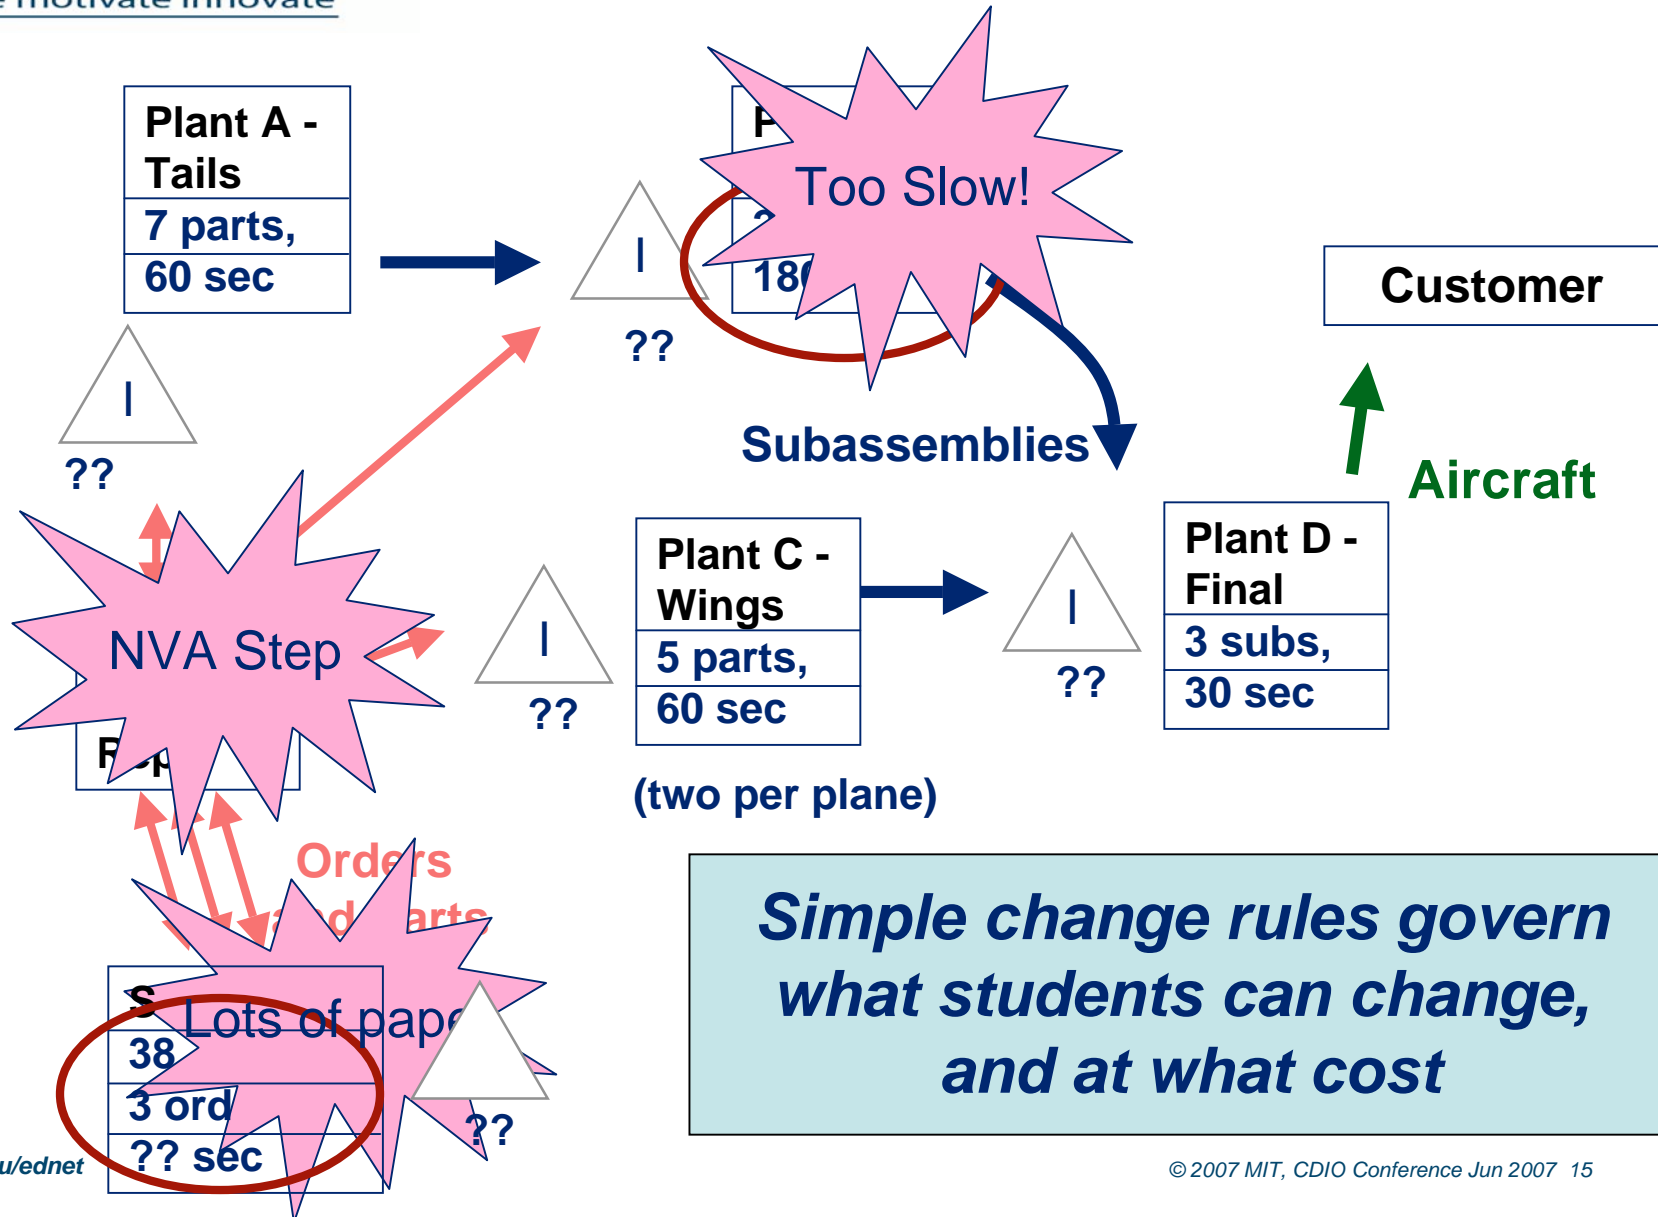 motivate innovate
Plant A -
Tails
7 parts,
60 sec
I
??
Too Slow!
I
??
180
Customer
Subassemblies
Aircraft
NVA Step
I
??
Plant C -
Wings
5 parts,
60 sec
(two per plane)
I
??
Plant D -
Final
3 subs,
30 sec
Rep
Orders
and parts
Lots of pape
S
38
3 ord
?? sec
??
Simple change rules govern
what students can change,
and at what cost
u/ednet
© 2007 MIT, CDIO Conference Jun 2007 15